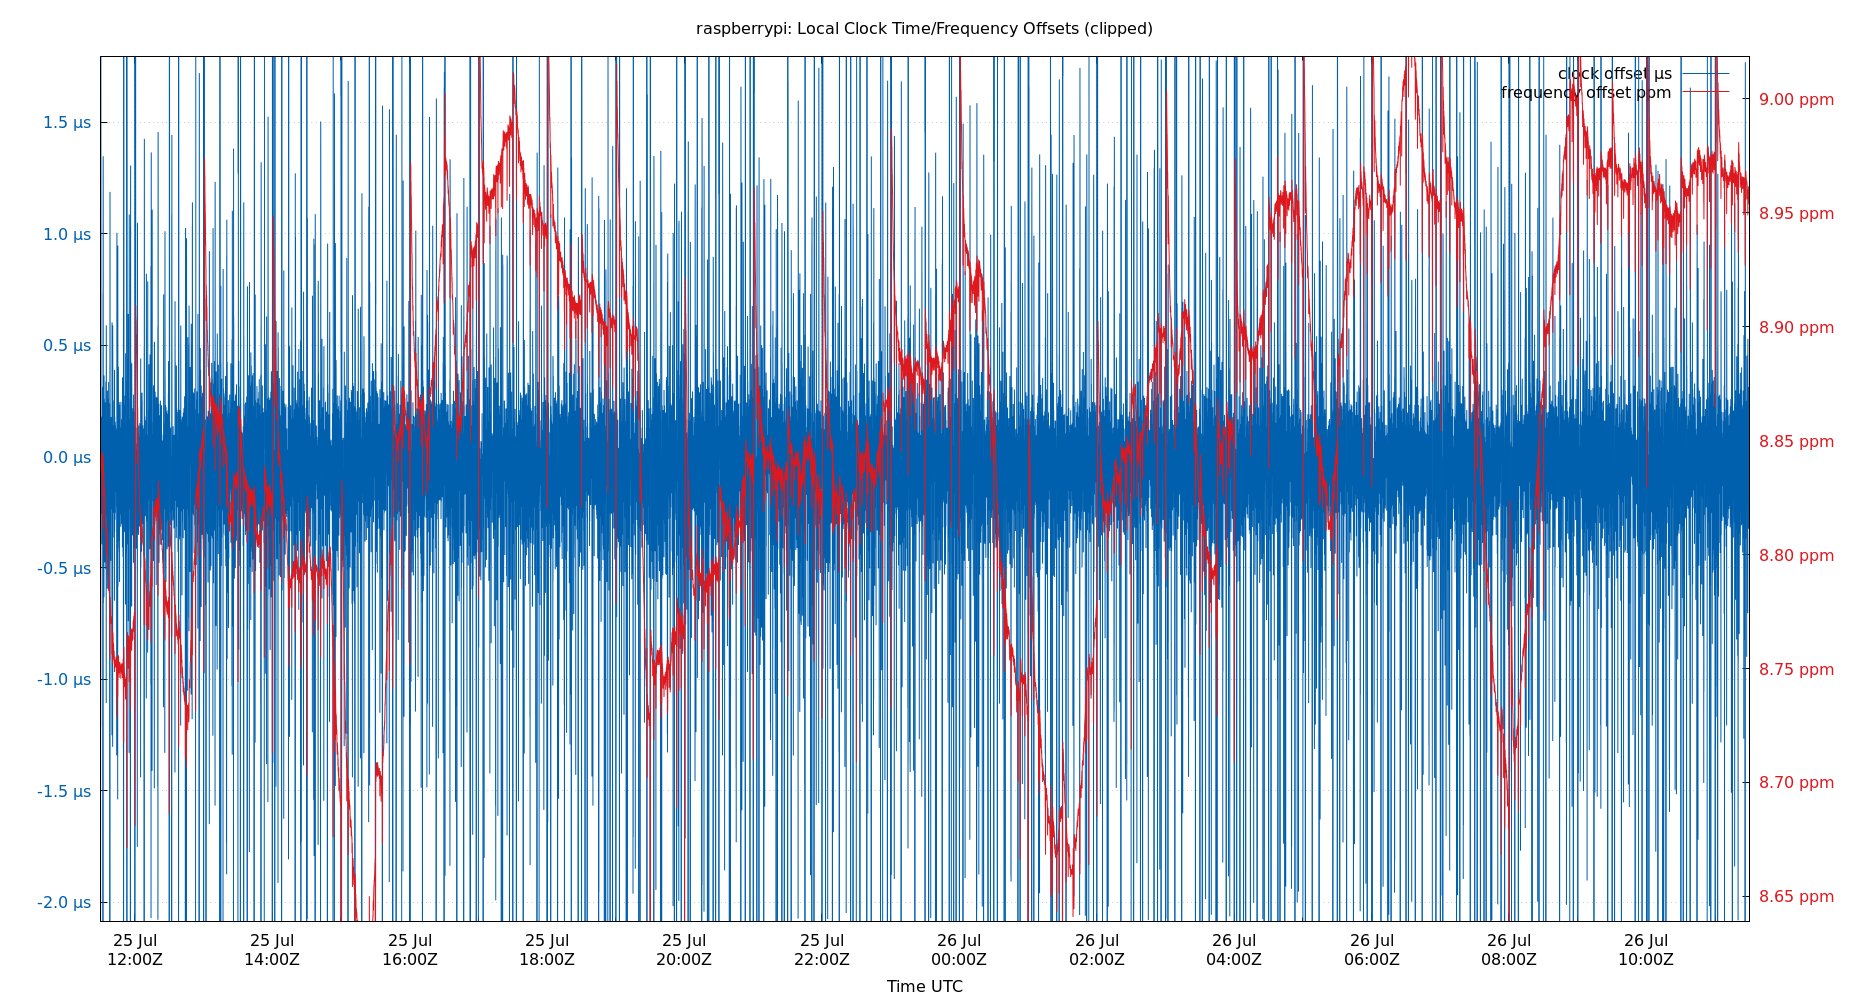 raspberrypi: Local Clock Time/Frequency Offsets (clipped)
clock offset µs
frequency offset ppm
1.5 µs
1.0 µs
0.5 µs
0.0 µs
-0.5 µs
-1.0 µs
-1.5 µs
-2.0 µs
9.00 ppm
8.95 ppm
8.90 ppm
8.85 ppm
8.80 ppm
8.75 ppm
8.70 ppm
8.65 ppm
25 Jul 25 Jul 25 Jul 25 Jul 25 Jul 25 Jul 26 Jul 26 Jul 26 Jul 26 Jul 26 Jul 26 Jul
12:00Z 14:00Z 16:00Z 18:00Z 20:00Z 22:00Z 00:00Z 02:00Z 04:00Z 06:00Z 08:00Z 10:00Z
Time UTC